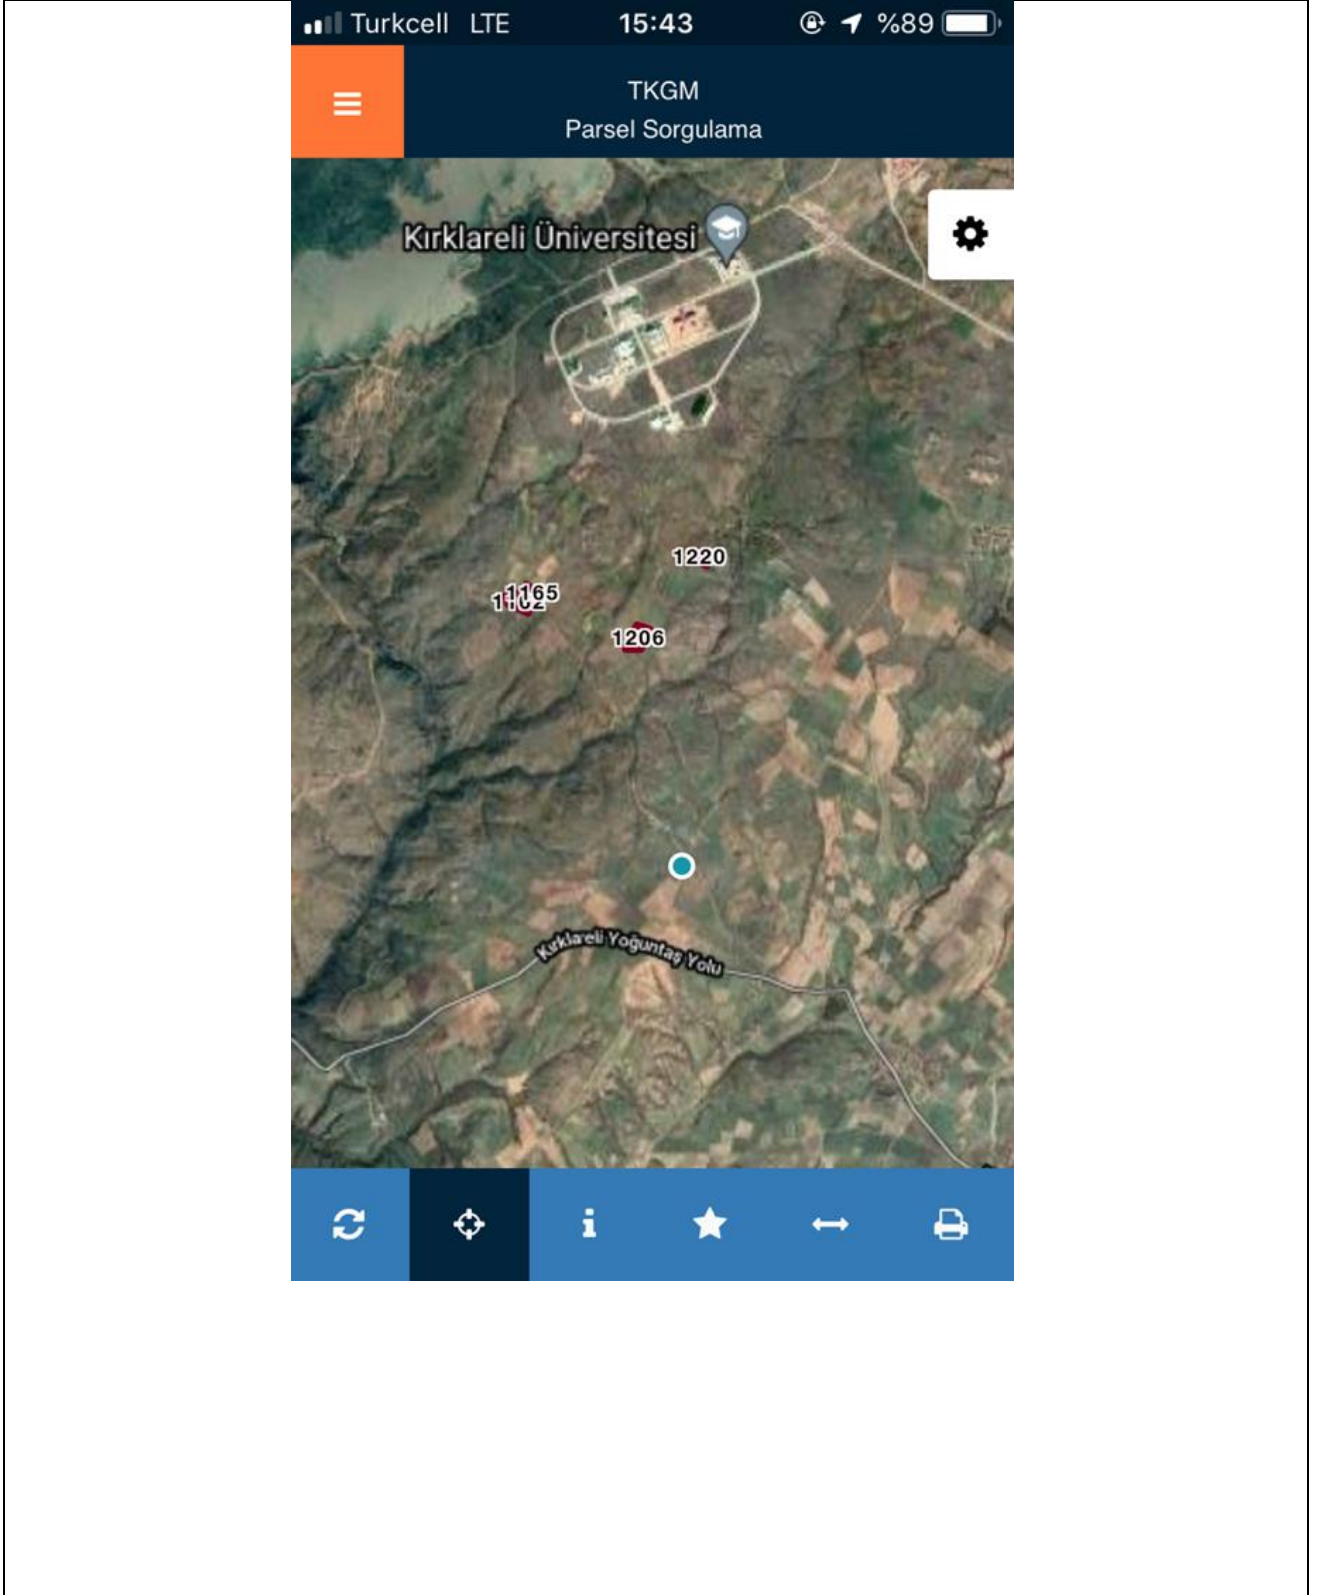 Turkcell LTE 15:43 %89
TKGM
Parsel Sorgulama
Kırklareli Üniversitesi
1220
1165
1206
Kırklareli Yoğuntaş Yolu